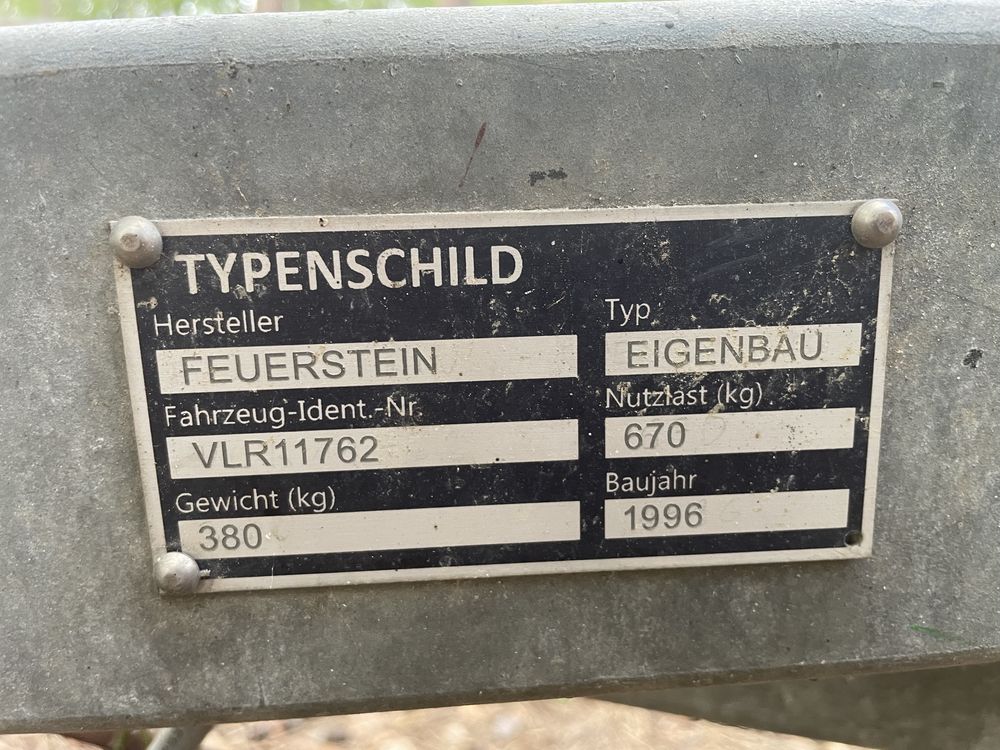 TYPENSCHILD
Hersteller
FEUERSTEIN
Typ
EIGENBAU
Fahrzeug-Ident.-Nr.
VLR11762
Nutzlast (kg)
670
Gewicht (kg)
380
Baujahr
1996